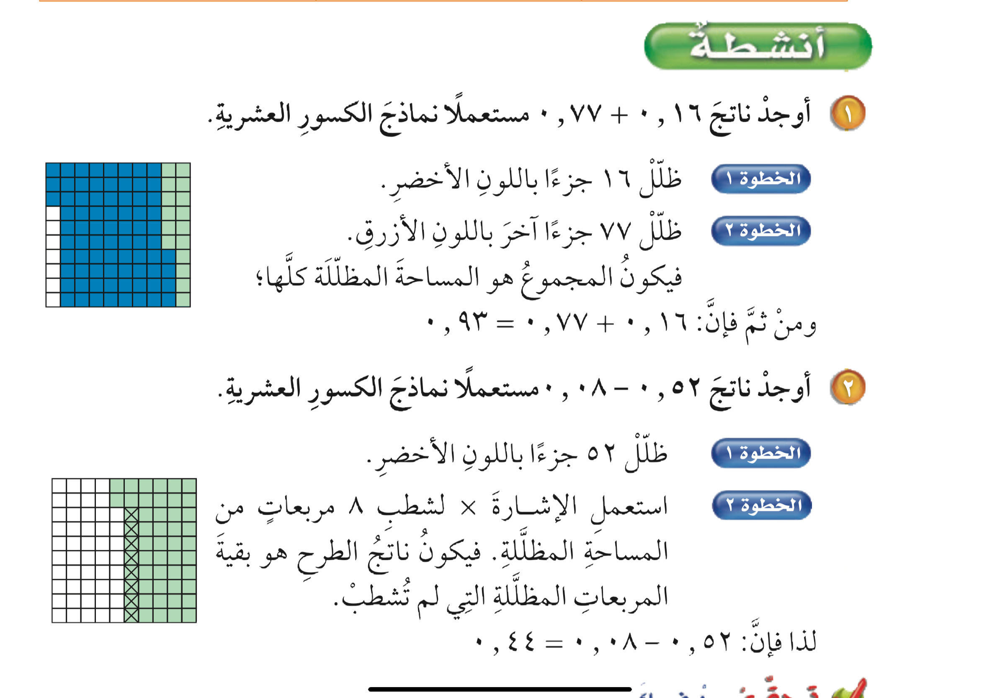 أنشطةٌ
١ أوجدْ ناتجَ ٠,١٦ + ٠,٧٧ مستعملًا نماذجَ الكسورِ العشريةِ.
الخطوة ١ ظلّلْ ١٦ جزءًا باللونِ الأخضرِ.
الخطوة ٢ ظلّلْ ٧٧ جزءًا آخرَ باللونِ الأزرقِ.
فيكونُ المجموعُ هو المساحةَ المظلّلَة كلَّها؛
ومنْ ثمَّ فإنَّ: ٠,١٦ + ٠,٧٧ = ٠,٩٣
٢ أوجدْ ناتجَ ٠,٥٢ – ٠,٠٨ مستعملًا نماذجَ الكسورِ العشريةِ.
الخطوة ١ ظلّلْ ٥٢ جزءًا باللونِ الأخضرِ.
الخطوة ٢ استعملِ الإشـارةَ × لشطبِ ٨ مربعاتٍ من
المساحةِ المظلَّلةِ. فيكونُ ناتجُ الطرحِ هو بقيةَ
المربعاتِ المظلَّلةِ التِي لم تُشطبْ.
لذا فإنَّ: ٠,٥٢ – ٠,٠٨ = ٠,٤٤